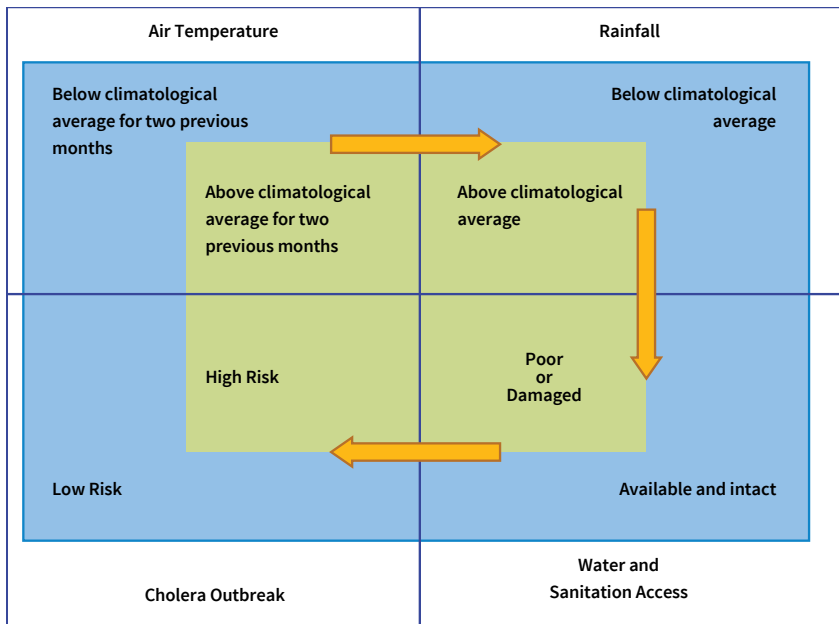 Air Temperature
Rainfall
Below climatological
average for two previous
months
Below climatological
average
Above climatological
average for two
previous months
Above climatological
average
High Risk
Poor
or
Damaged
Low Risk
Available and intact
Cholera Outbreak
Water and
Sanitation Access